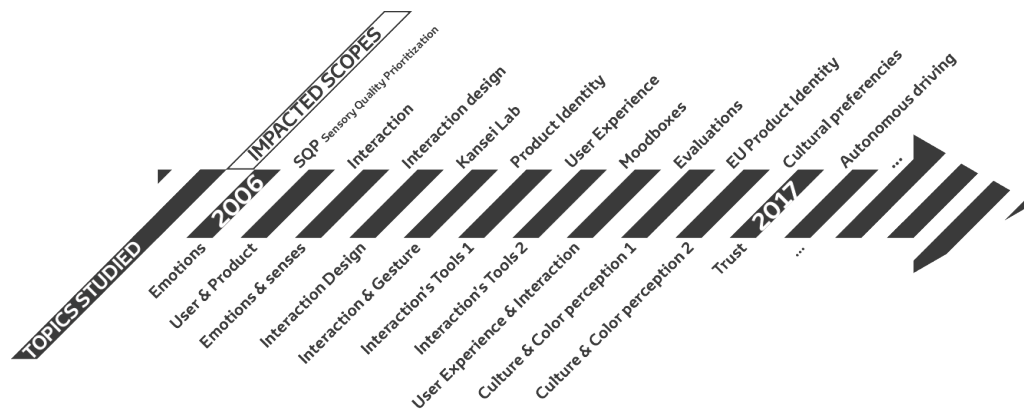 IMPACTED SCOPES
SQP Sensory Quality Prioritization
Interaction
Interaction design
Kansei Lab
Product Identity
User Experience
Moodboxes
Evaluations
EU Product Identity
Cultural preferencies
Autonomous driving
...
2006
2017
TOPICS STUDIED
Emotions
User & Product
Emotions & senses
Interaction Design
Interaction & Gesture
Interaction's Tools 1
Interaction's Tools 2
User Experience & Interaction
Culture & Color perception 1
Culture & Color perception 2
Trust
...